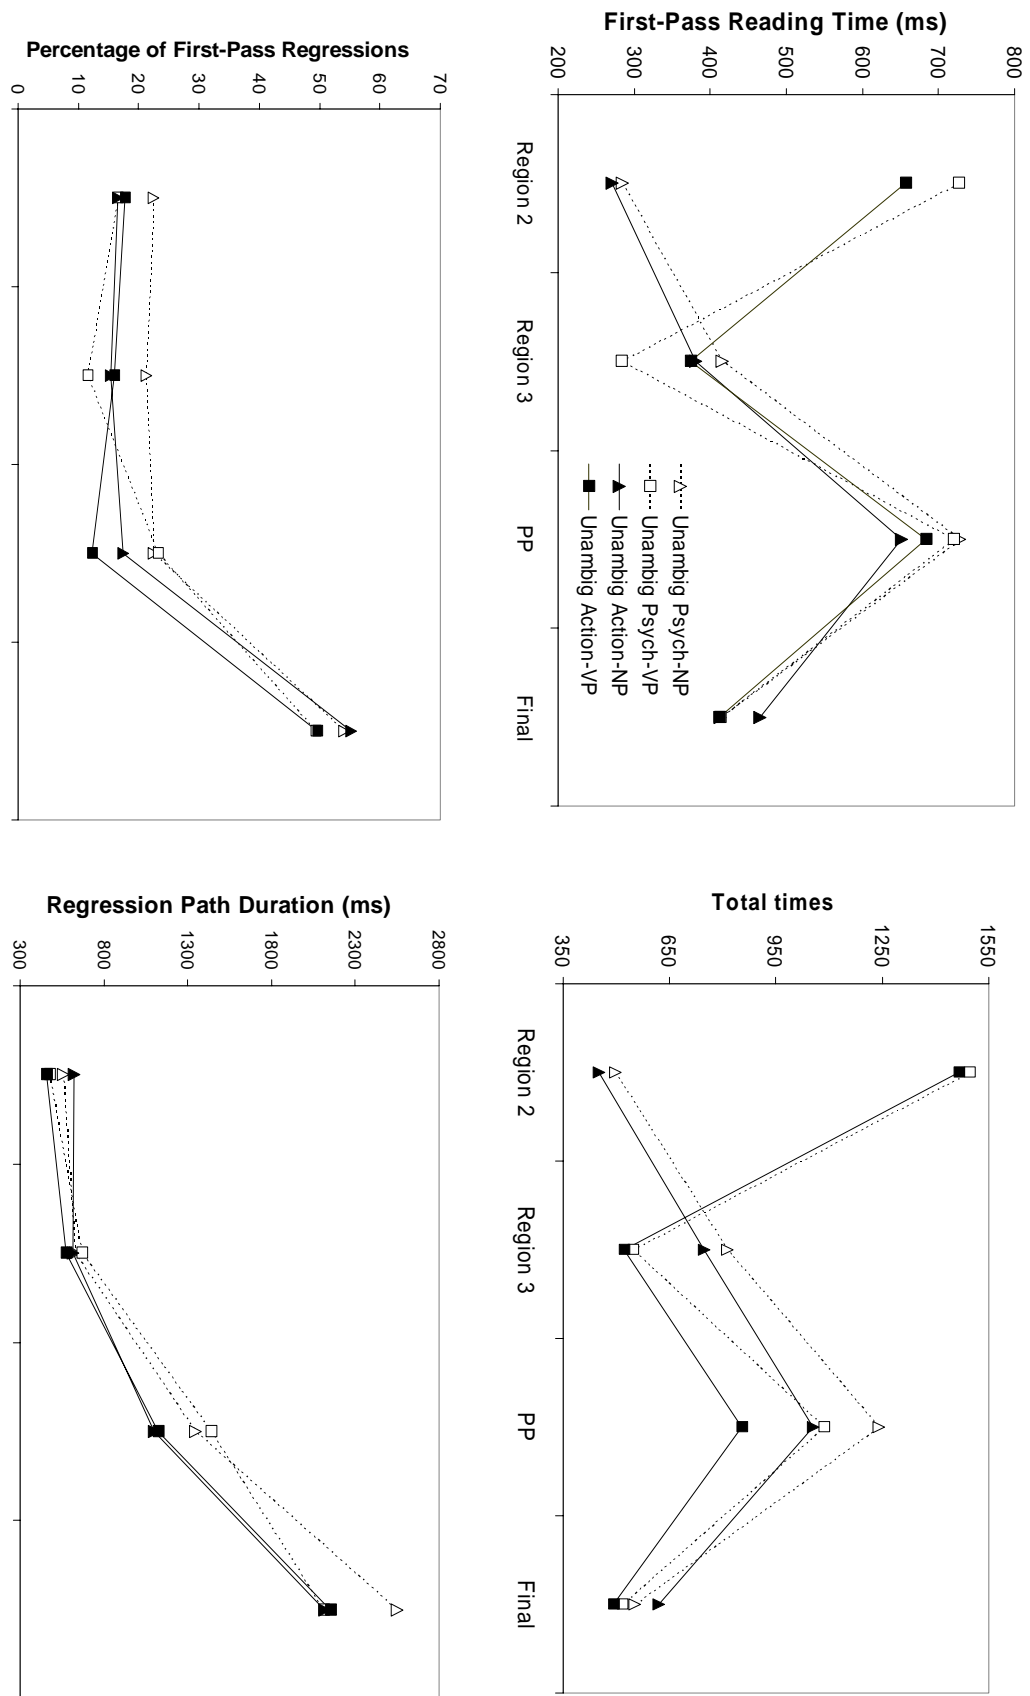 First-Pass Reading Time (ms)
200
300
400
500
600
700
800
Region 2
Region 3
PP
Final
Unambig Psych-NP
Unambig Psych-VP
Unambig Action-NP
Unambig Action-VP
Total times
350
650
950
1250
1550
Region 2
Region 3
PP
Final
Percentage of First-Pass Regressions
0
10
20
30
40
50
60
70
Regression Path Duration (ms)
300
800
1300
1800
2300
2800